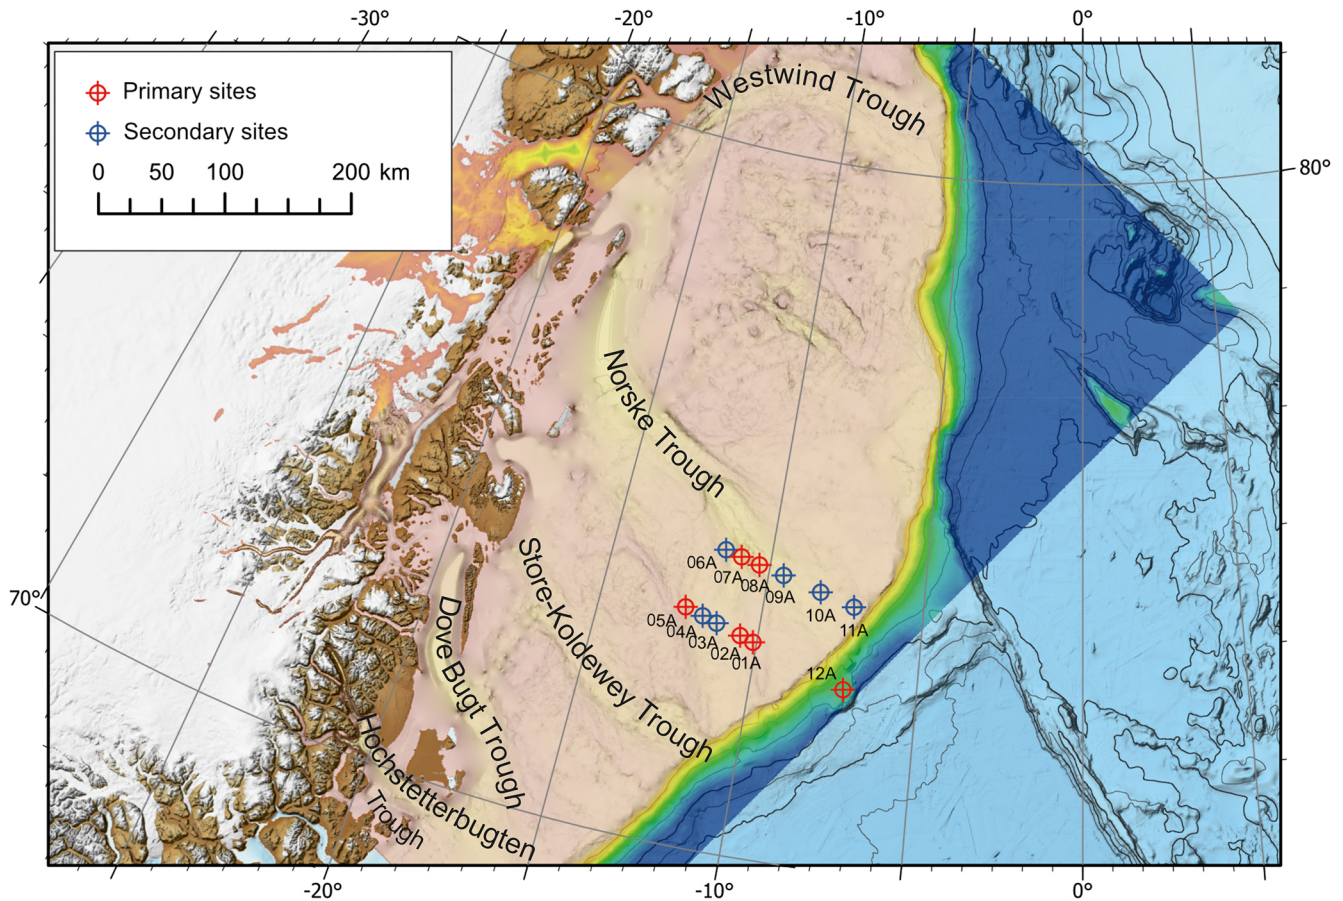 -30°
-20°
-10°
0°
Primary sites
Secondary sites
0 50 100 200 km
Westwind Trough
80°
Norske Trough
06A
07A
08A
09A
10A
11A
05A
04A
03A
02A
01A
12A
70°
Store-Koldewey Trough
Dove Bugt Trough
Hochstetterbugten
Trough
-20°
-10°
0°